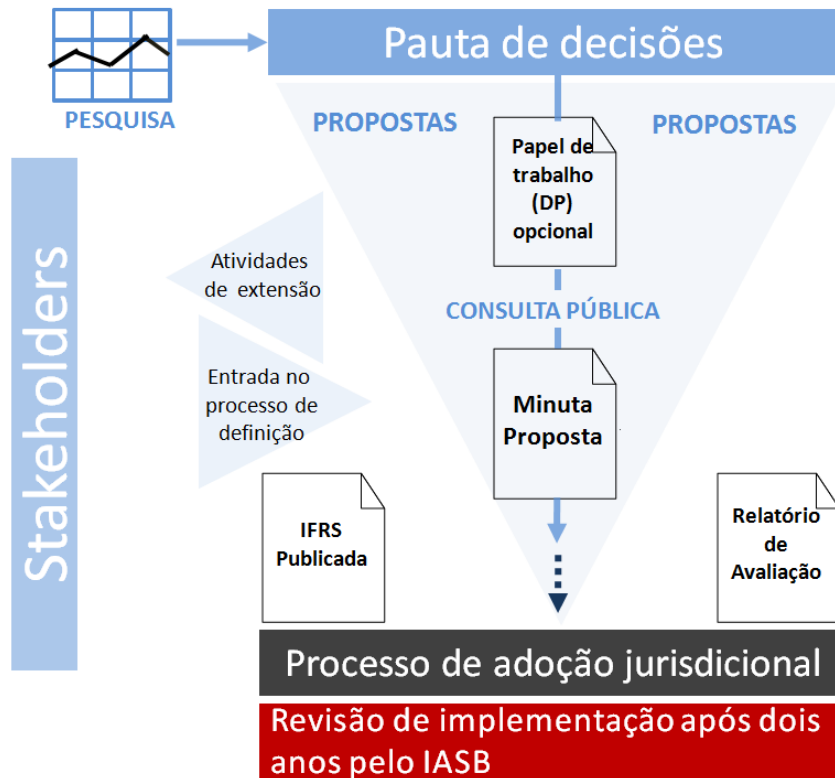 Pauta de decisões
PESQUISA
PROPOSTAS
PROPOSTAS
Papel de
trabalho
(DP)
opcional
Stakeholders
Atividades
de extensão
CONSULTA PÚBLICA
Entrada no
processo de
definição
Minuta
Proposta
IFRS
Publicada
Relatório
de
Avaliação
Processo de adoção jurisdicional
Revisão de implementação após dois
anos pelo IASB